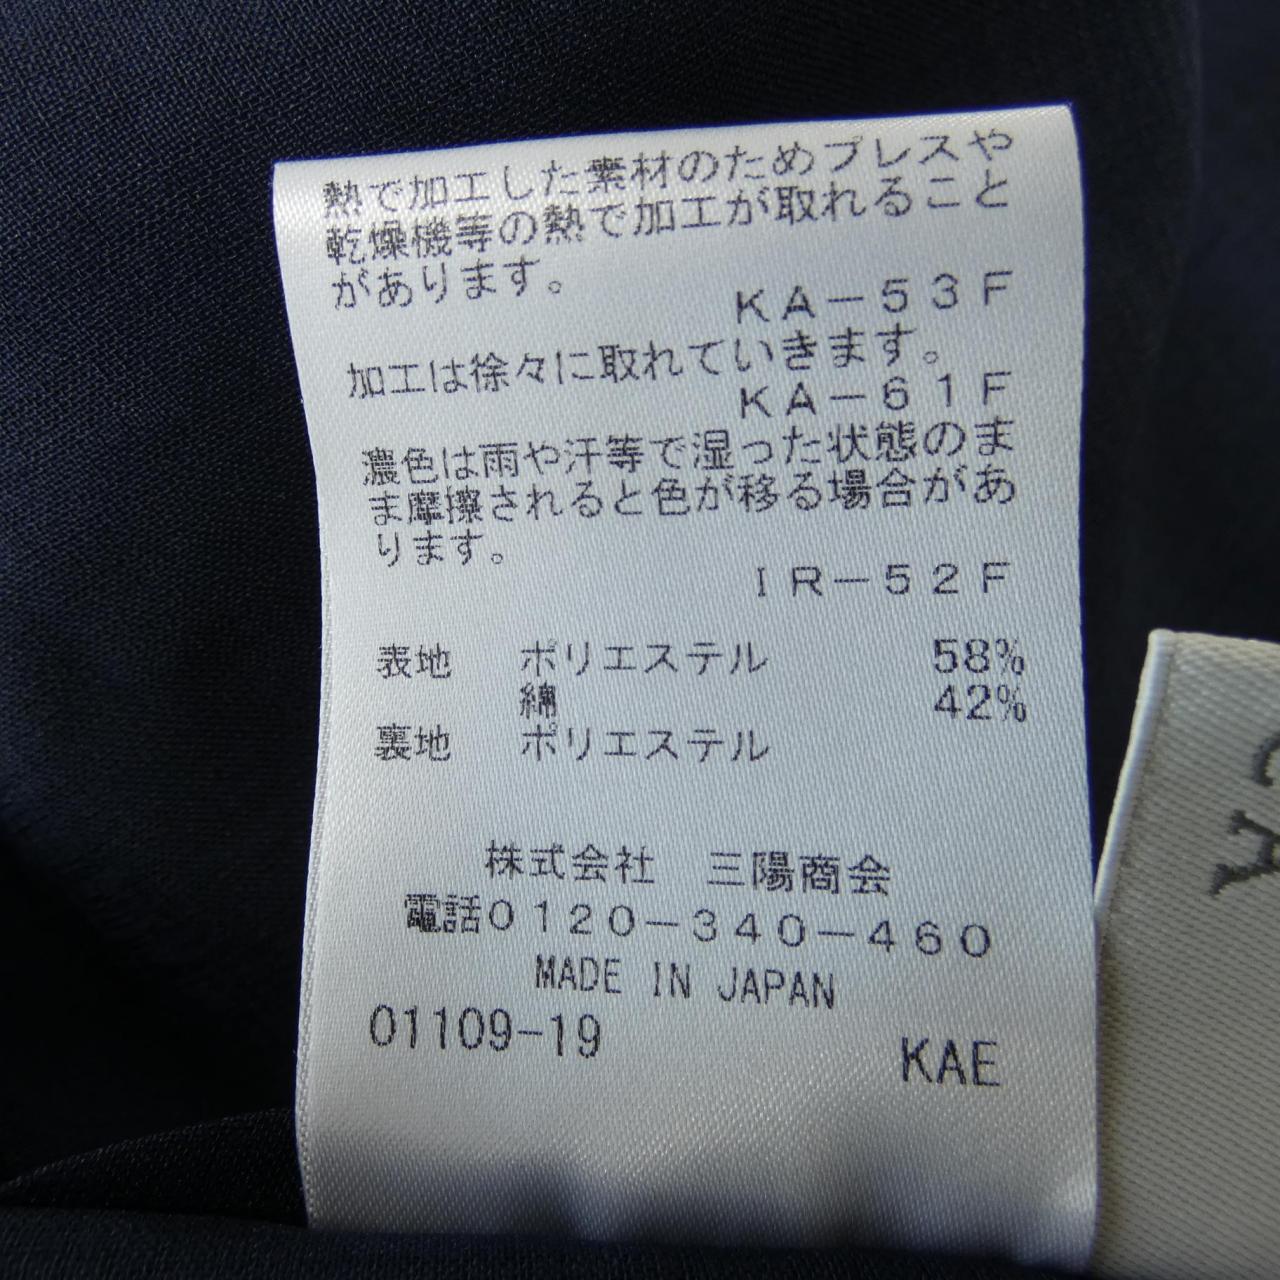 熱で加工した素材のためプレスや
乾燥機等の熱で加工が取れること
があります。
KA－53F
加工は徐々に取れていきます。
KA－61F
濃色は雨や汗等で湿った状態のま
ま摩擦されると色が移る場合があ
ります。
IR－52F
表地 ポリエステル 58%
綿 42%
裏地 ポリエステル
株式会社 三陽商会
電話0120－340－460
MADE IN JAPAN
01109-19
KAE
CA